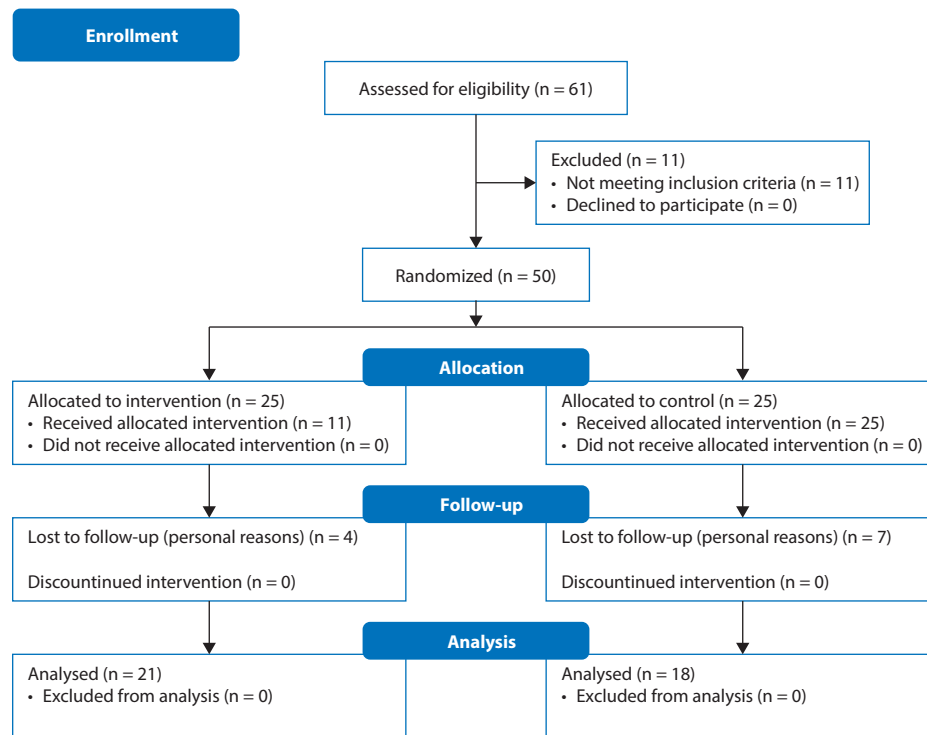 Enrollment
Assessed for eligibility (n = 61)
Excluded (n = 11)
• Not meeting inclusion criteria (n = 11)
• Declined to participate (n = 0)
Randomized (n = 50)
Allocation
Allocated to intervention (n = 25)
• Received allocated intervention (n = 11)
• Did not receive allocated intervention (n = 0)
Allocated to control (n = 25)
• Received allocated intervention (n = 25)
• Did not receive allocated intervention (n = 0)
Follow-up
Lost to follow-up (personal reasons) (n = 4)
Discountinued intervention (n = 0)
Lost to follow-up (personal reasons) (n = 7)
Discountinued intervention (n = 0)
Analysis
Analysed (n = 21)
• Excluded from analysis (n = 0)
Analysed (n = 18)
• Excluded from analysis (n = 0)